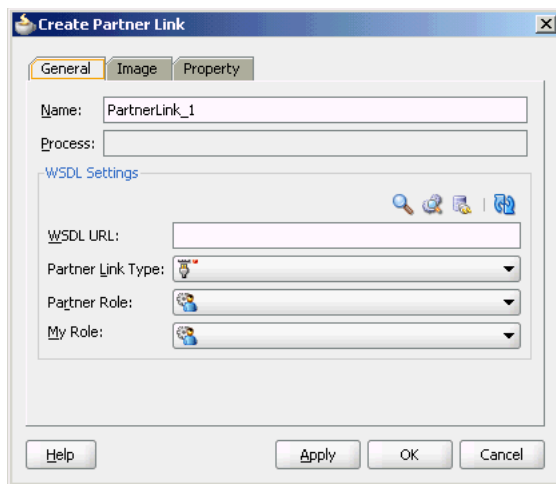 Create Partner Link
General Image Property
Name: PartnerLink_1
Process:
WSDL Settings
WSDL URL:
Partner Link Type:
Partner Role:
My Role:
Help Apply OK Cancel